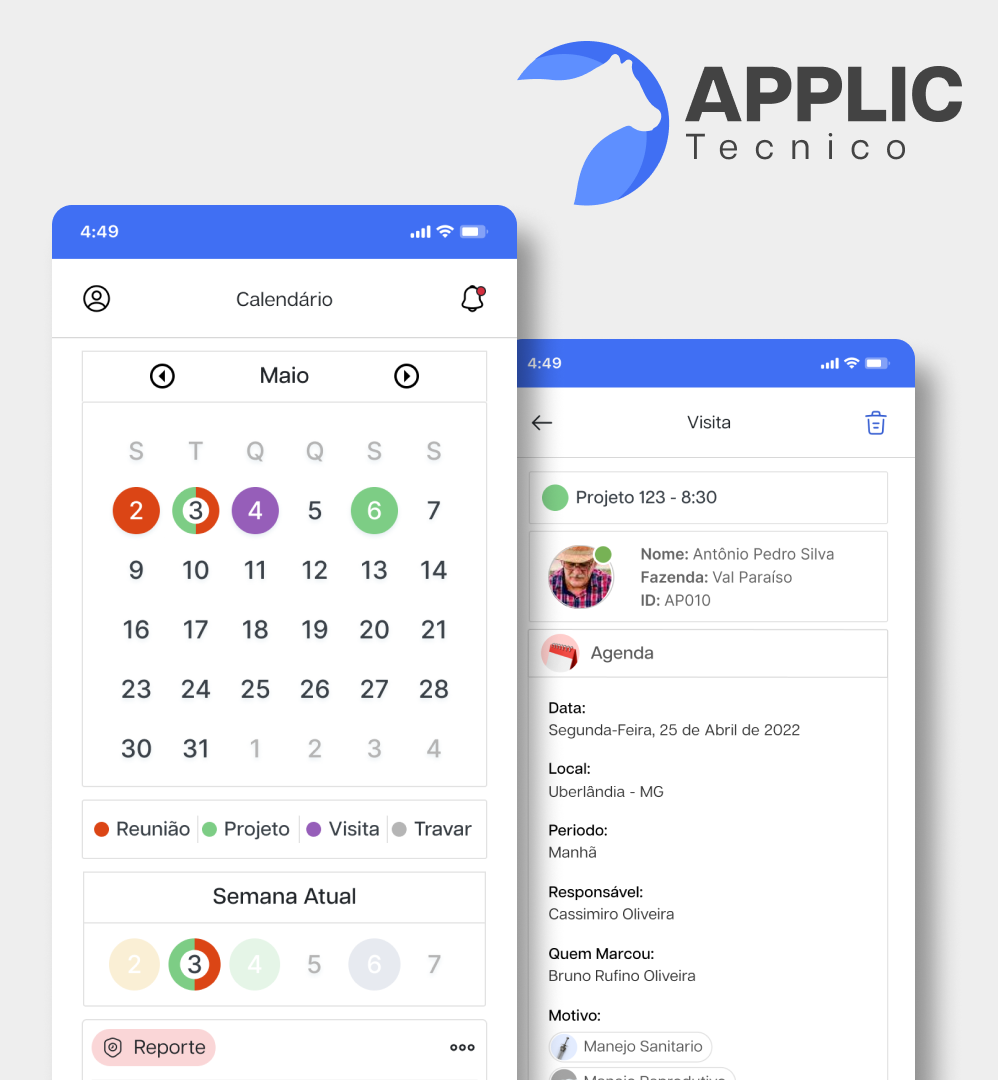 APPLIC
Tecnico
4:49
Calendário
Maio
S T Q Q S S
2 3 4 5 6 7
9 10 11 12 13 14
16 17 18 19 20 21
23 24 25 26 27 28
30 31 1 2 3 4
Reunião Projeto Visita Travar
Semana Atual
2 3 4 5 6 7
Reporte
4:49
Visita
Projeto 123 - 8:30
Nome: Antônio Pedro Silva
Fazenda: Val Paraíso
ID: AP010
Agenda
Data:
Segunda-Feira, 25 de Abril de 2022
Local:
Uberlândia - MG
Periodo:
Manhã
Responsável:
Cassimiro Oliveira
Quem Marcou:
Bruno Rufino Oliveira
Motivo:
Manejo Sanitario
Manejo Reprodutivo